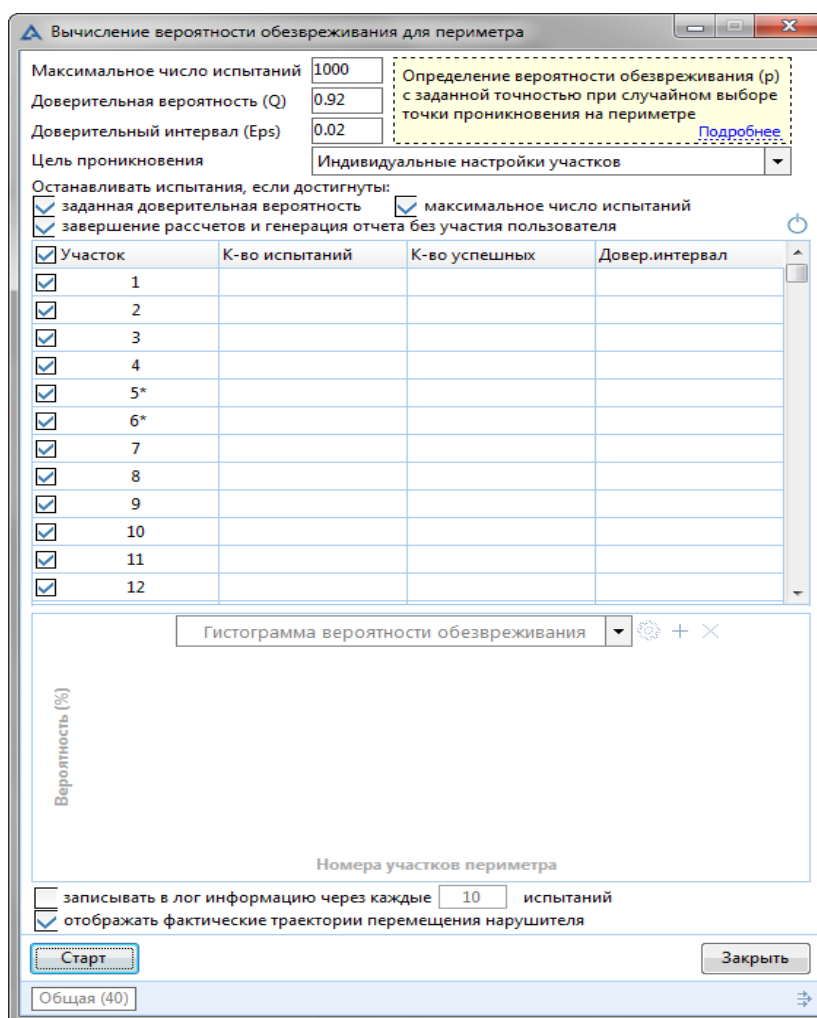 Вычисление вероятности обезвреживания для периметра
Максимальное число испытаний 1000
Доверительная вероятность (Q) 0.92
Доверительный интервал (Eps) 0.02
Определение вероятности обезвреживания (p)
с заданной точностью при случайном выборе
точки проникновения на периметре
Подробнее
Цель проникновения Индивидуальные настройки участков
Останавливать испытания, если достигнуты:
заданная доверительная вероятность максимальное число испытаний
завершение рассчетов и генерация отчета без участия пользователя
Участок К-во испытаний К-во успешных Довер.интервал
1
2
3
4
5*
6*
7
8
9
10
11
12
Гистограмма вероятности обезвреживания
Вероятность (%)
Номера участков периметра
записывать в лог информацию через каждые 10 испытаний
отображать фактические траектории перемещения нарушителя
Старт Закрыть
Общая (40)